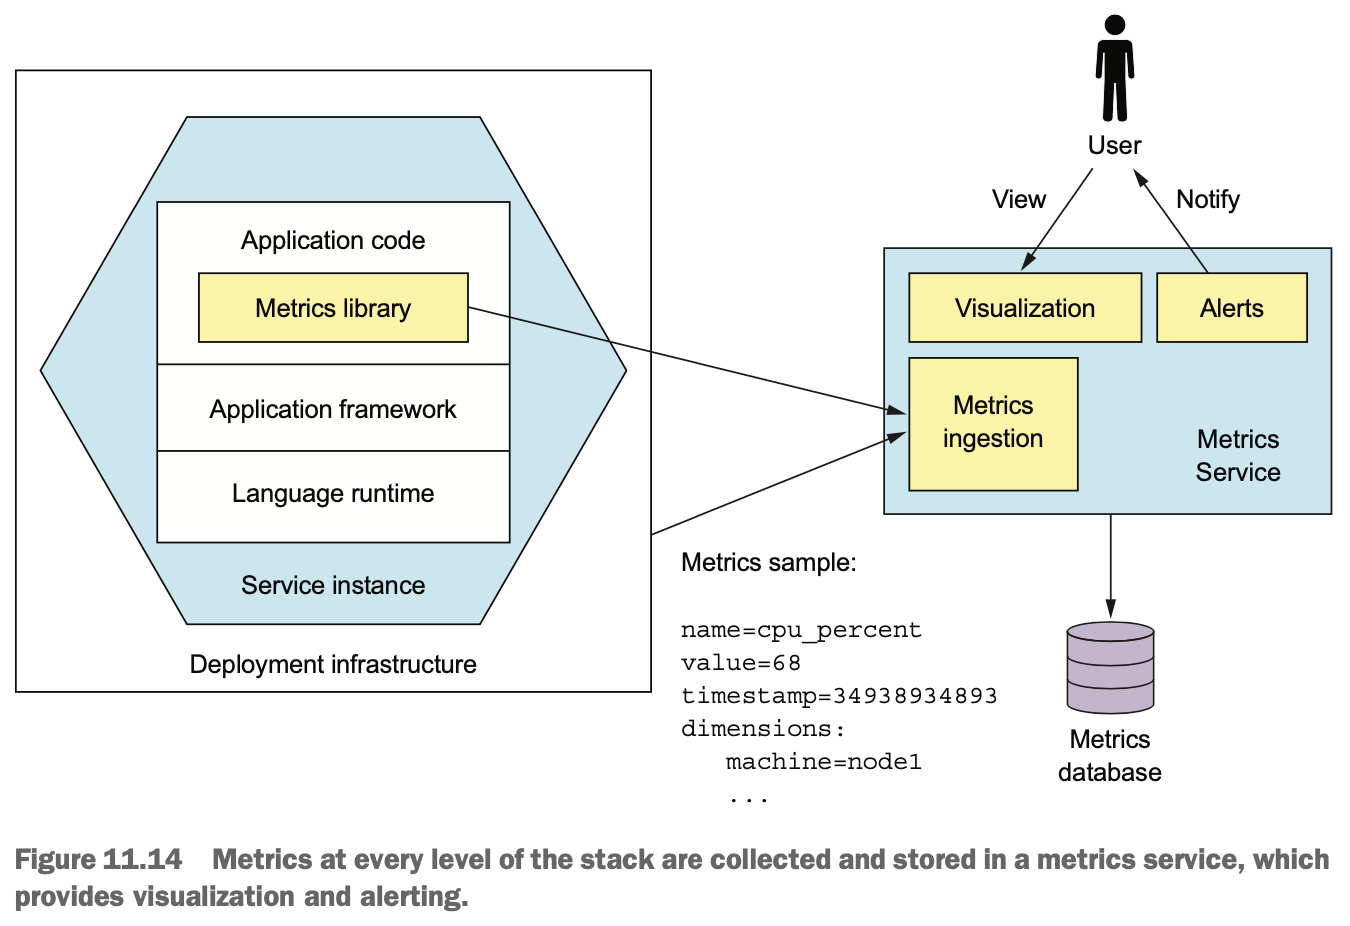 User
View
Notify
Application code
Metrics library
Application framework
Language runtime
Service instance
Deployment infrastructure
Visualization
Alerts
Metrics
ingestion
Metrics
Service
Metrics sample:
name=cpu_percent
value=68
timestamp=34938934893
dimensions:
machine=node1
...
Metrics
database
Figure 11.14 Metrics at every level of the stack are collected and stored in a metrics service, which
provides visualization and alerting.